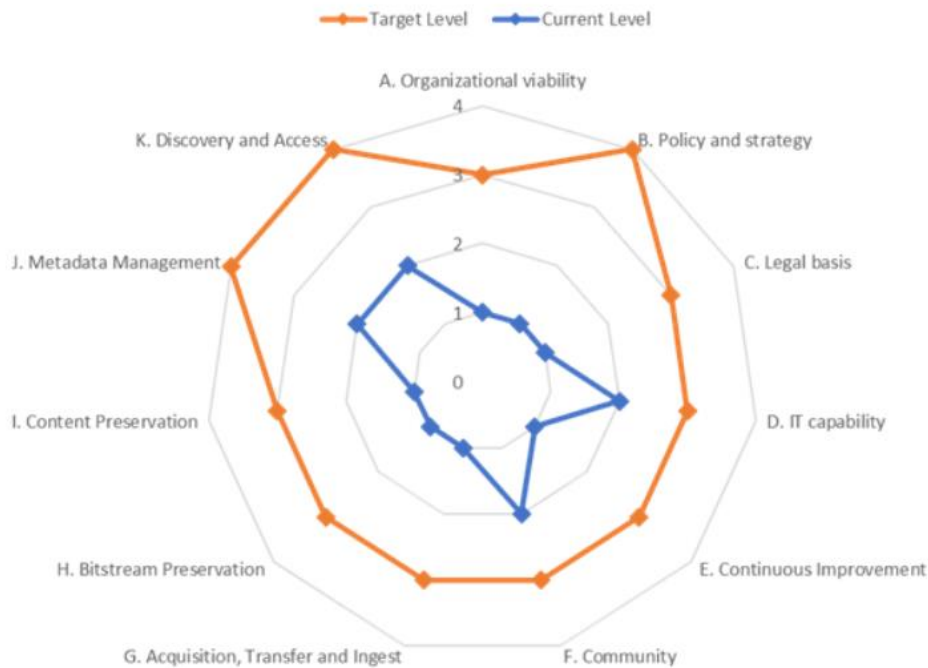 Target Level Current Level
A. Organizational viability
4
K. Discovery and Access
B. Policy and strategy
3
2
J. Metadata Management
C. Legal basis
1
0
I. Content Preservation
D. IT capability
H. Bitstream Preservation
E. Continuous Improvement
G. Acquisition, Transfer and Ingest
F. Community